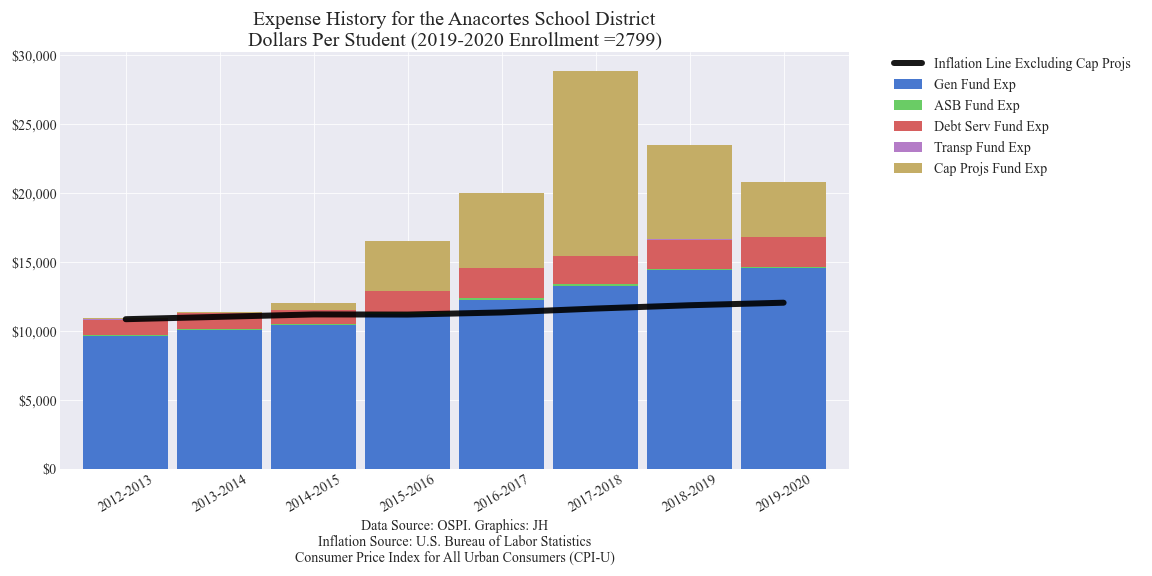 Expense History for the Anacortes School District
Dollars Per Student (2019-2020 Enrollment =2799)
$30,000
$25,000
$20,000
$15,000
$10,000
$5,000
$0
2012-2013
2013-2014
2014-2015
2015-2016
2016-2017
2017-2018
2018-2019
2019-2020
Inflation Line Excluding Cap Projs
Gen Fund Exp
ASB Fund Exp
Debt Serv Fund Exp
Transp Fund Exp
Cap Projs Fund Exp
Data Source: OSPI. Graphics: JH
Inflation Source: U.S. Bureau of Labor Statistics
Consumer Price Index for All Urban Consumers (CPI-U)